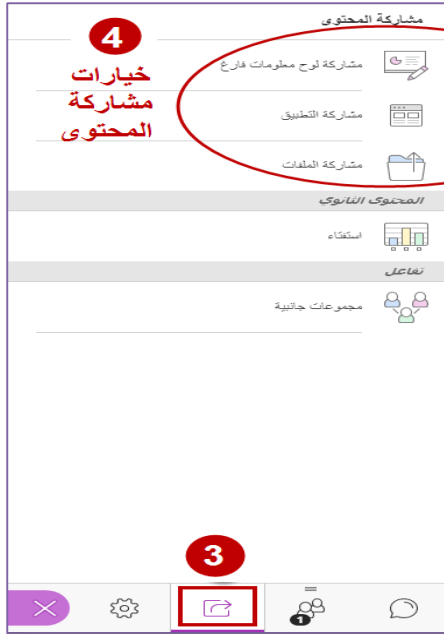 مشاركة المحتوى
4
خيارات
مشاركة
المحتوى
مشاركة لوح معلومات فارغ
مشاركة التطبيق
مشاركة الملفات
المحتوى الثانوي
استفتاء
تفاعل
مجموعات جانبية
3
1